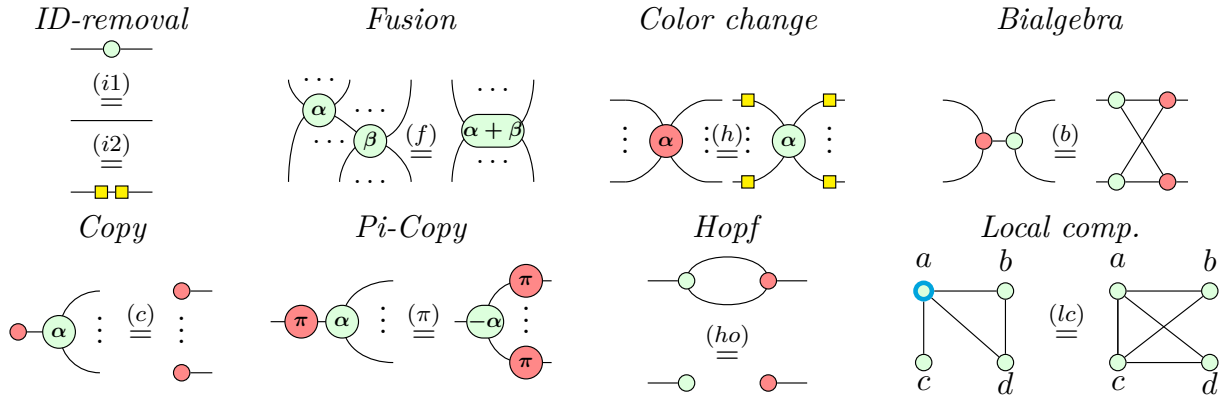 ID-removal
(i1)
=
(i2)
=
Fusion
...
α
...
...
β
...
(f)
=
...
α + β
...
Color change
⋮
α
⋮
(h)
=
⋮
α
⋮
Bialgebra
(b)
=
Copy
α
⋮
(c)
=
⋮
Pi-Copy
π
α
⋮
(π)
=
−α
π
⋮
π
Hopf
(ho)
=
Local comp.
a b
c d
(lc)
=
a b
c d